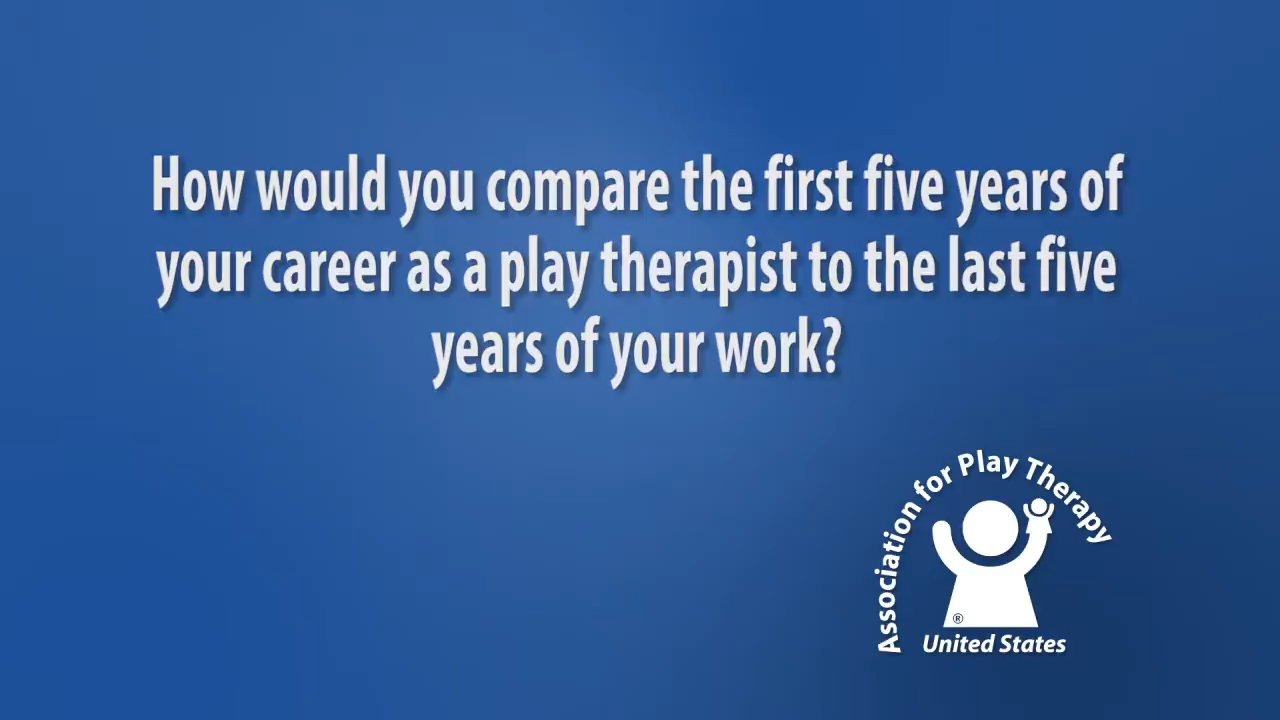 How would you compare the first five years of
your career as a play therapist to the last five
years of your work?
Association for Play Therapy
®
United States